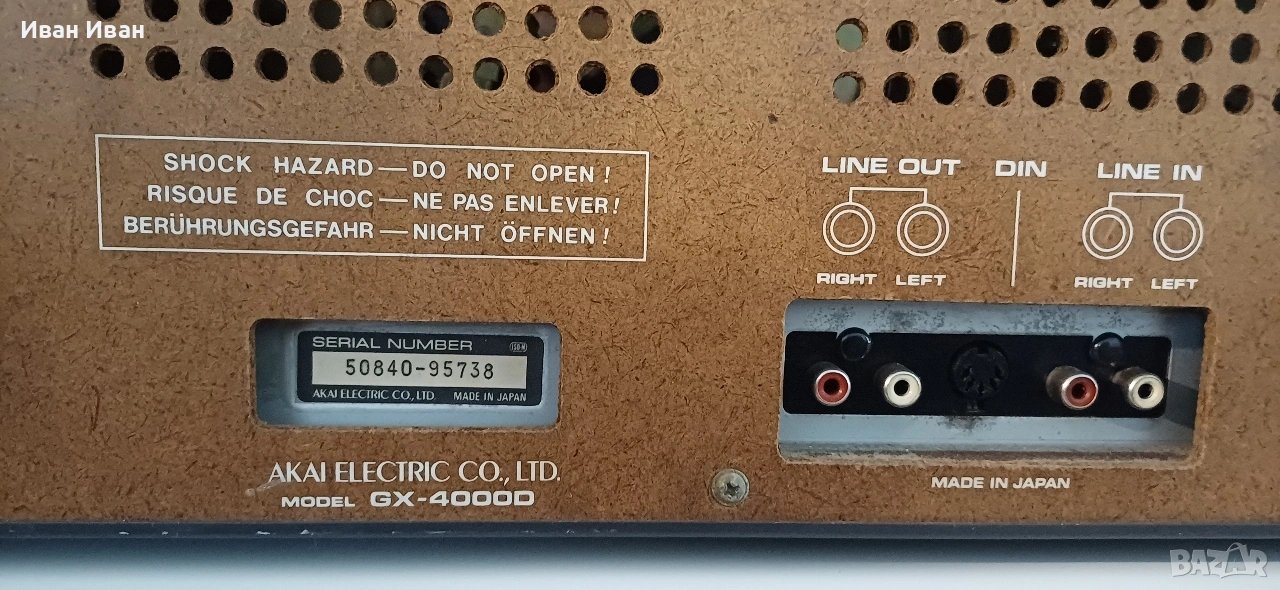 Иван Иван
SHOCK HAZARD — DO NOT OPEN !
RISQUE DE CHOC — NE PAS ENLEVER!
BERÜHRUNGSGEFAHR — NICHT ÖFFNEN !
LINE OUT DIN LINE IN
RIGHT LEFT RIGHT LEFT
SERIAL NUMBER
50840-95738
AKAI ELECTRIC CO., LTD. MADE IN JAPAN
AKAI ELECTRIC CO., LTD.
MODEL GX-4000D
MADE IN JAPAN
BAZAR